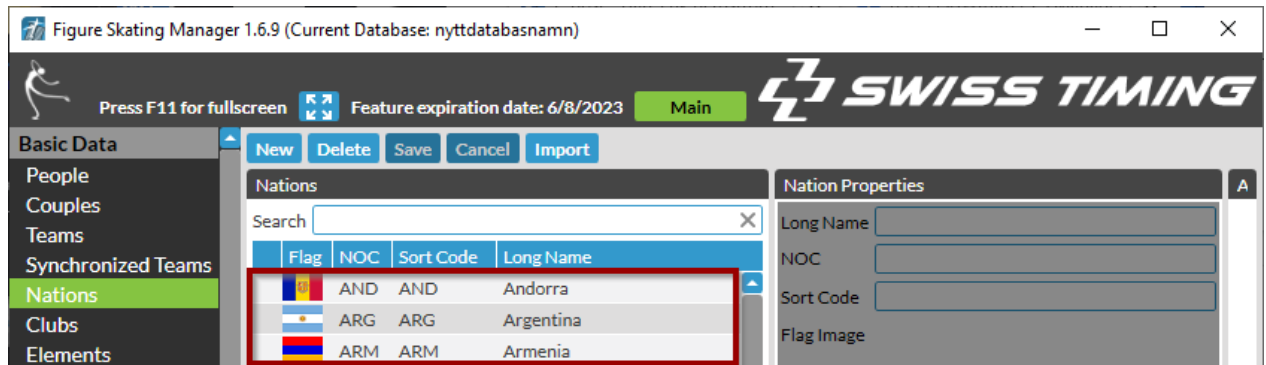 Figure Skating Manager 1.6.9 (Current Database: nyttdatabasnamn)
Press F11 for fullscreen Feature expiration date: 6/8/2023 Main SWISS TIMING
Basic Data
People
Couples
Teams
Synchronized Teams
Nations
Clubs
Elements
New Delete Save Cancel Import
Nations
Search
Flag NOC Sort Code Long Name
AND AND Andorra
ARG ARG Argentina
ARM ARM Armenia
Nation Properties
Long Name
NOC
Sort Code
Flag Image
A